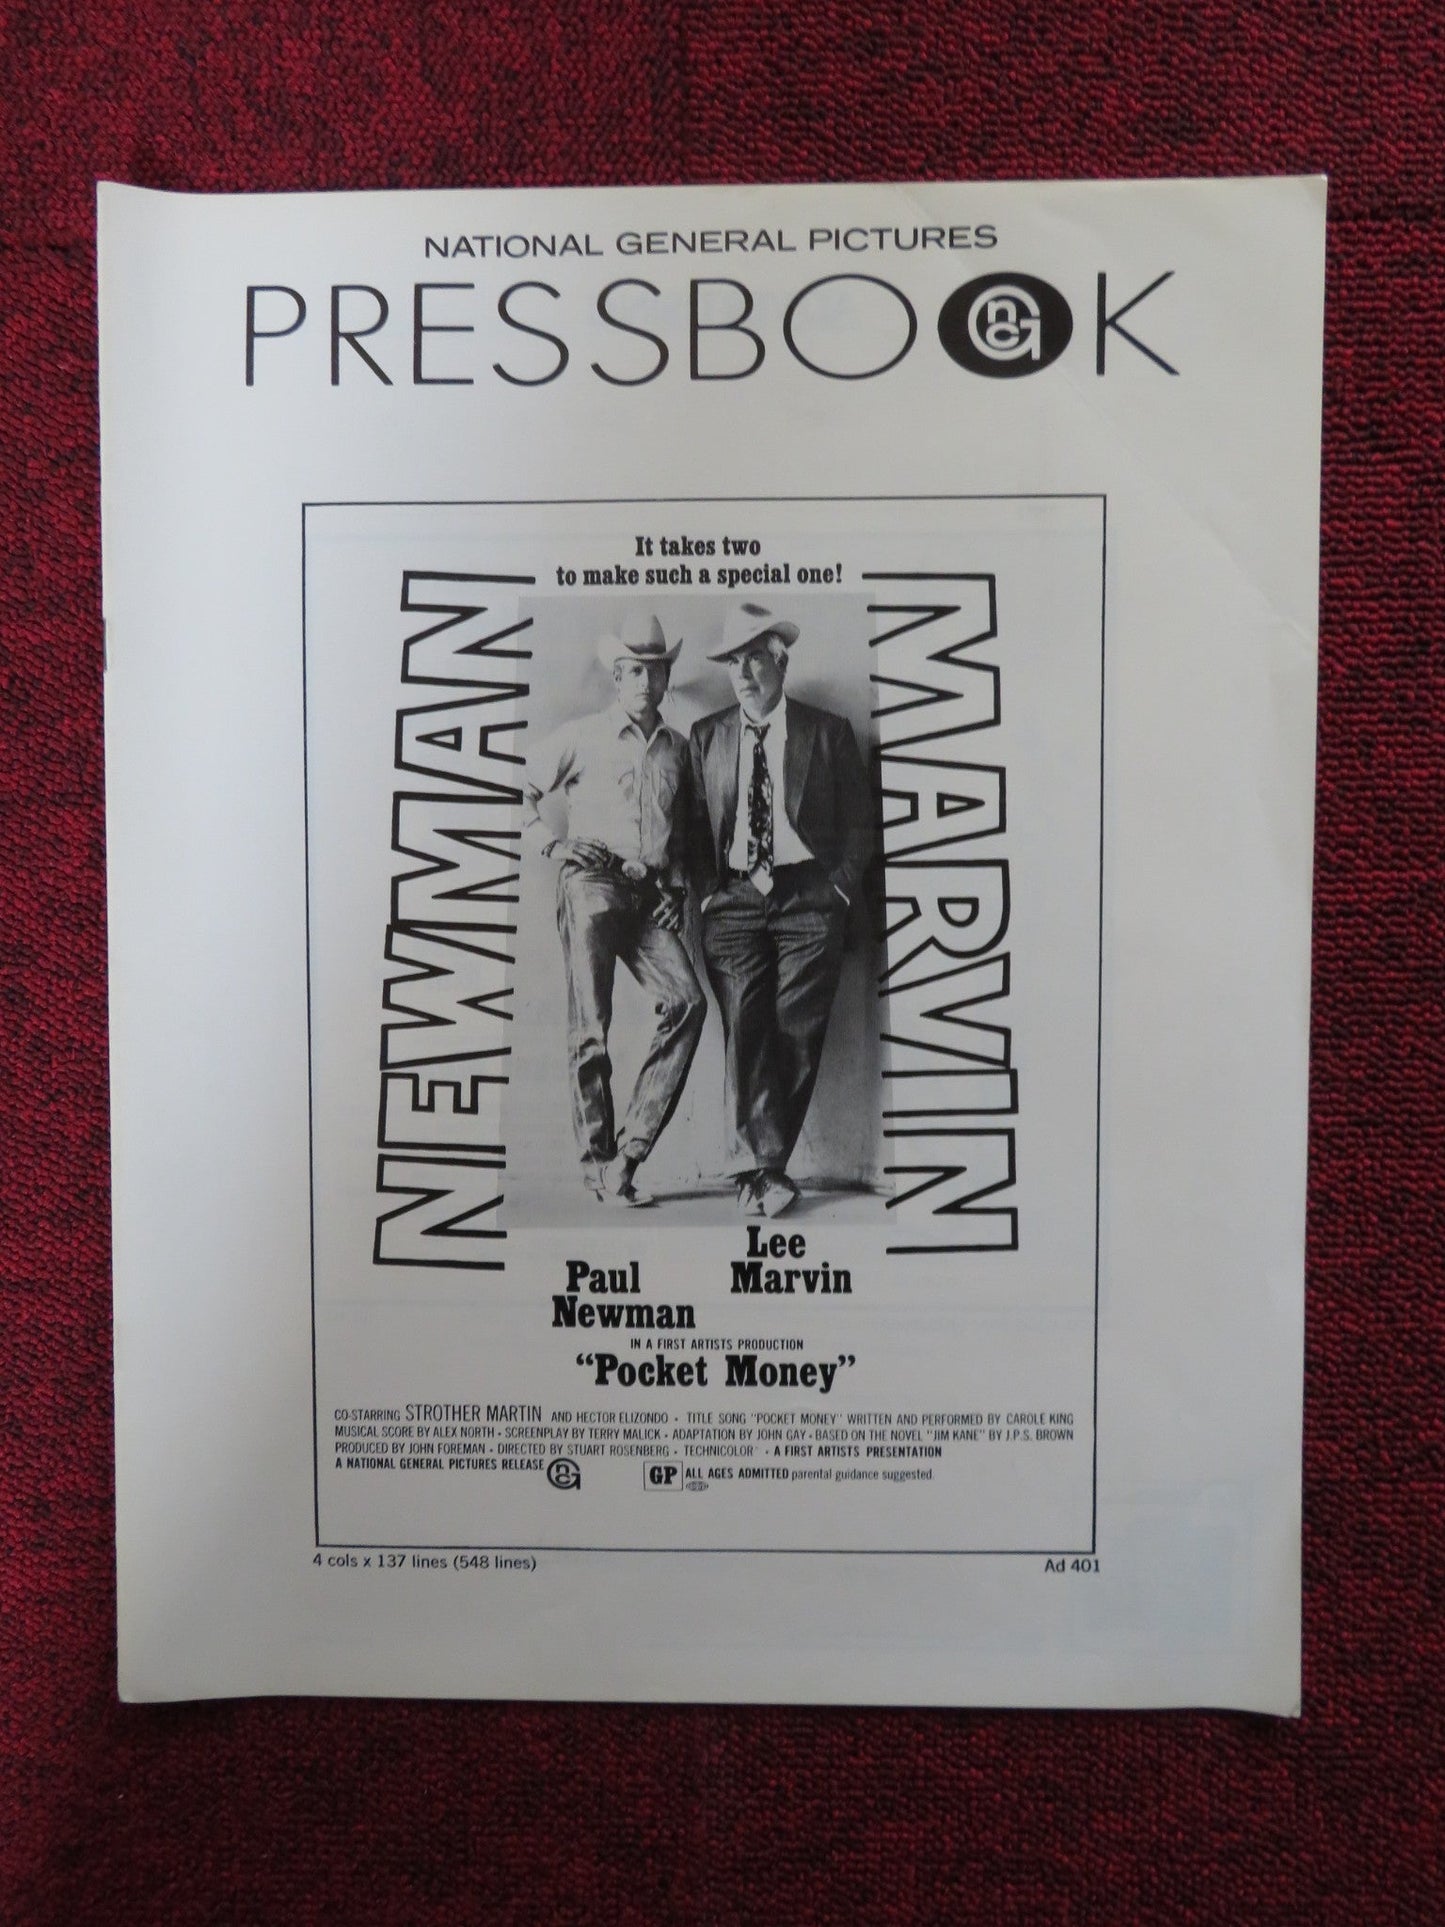 NATIONAL GENERAL PICTURES
PRESSBOOK
It takes two
to make such a special one!
NEWMAN
MARVIN
Paul
Newman
Lee
Marvin
IN A FIRST ARTISTS PRODUCTION
"Pocket Money"
CO-STARRING STROTHER MARTIN AND HECTOR ELIZONDO • TITLE SONG "POCKET MONEY" WRITTEN AND PERFORMED BY CAROLE KING
MUSICAL SCORE BY ALEX NORTH • SCREENPLAY BY TERRY MALICK • ADAPTATION BY JOHN GAY • BASED ON THE NOVEL "JIM KANE" BY J.P.S. BROWN
PRODUCED BY JOHN FOREMAN • DIRECTED BY STUART ROSENBERG • TECHNICOLOR® • A FIRST ARTISTS PRESENTATION
A NATIONAL GENERAL PICTURES RELEASE
GP ALL AGES ADMITTED parental guidance suggested.
4 cols x 137 lines (548 lines)
Ad 401